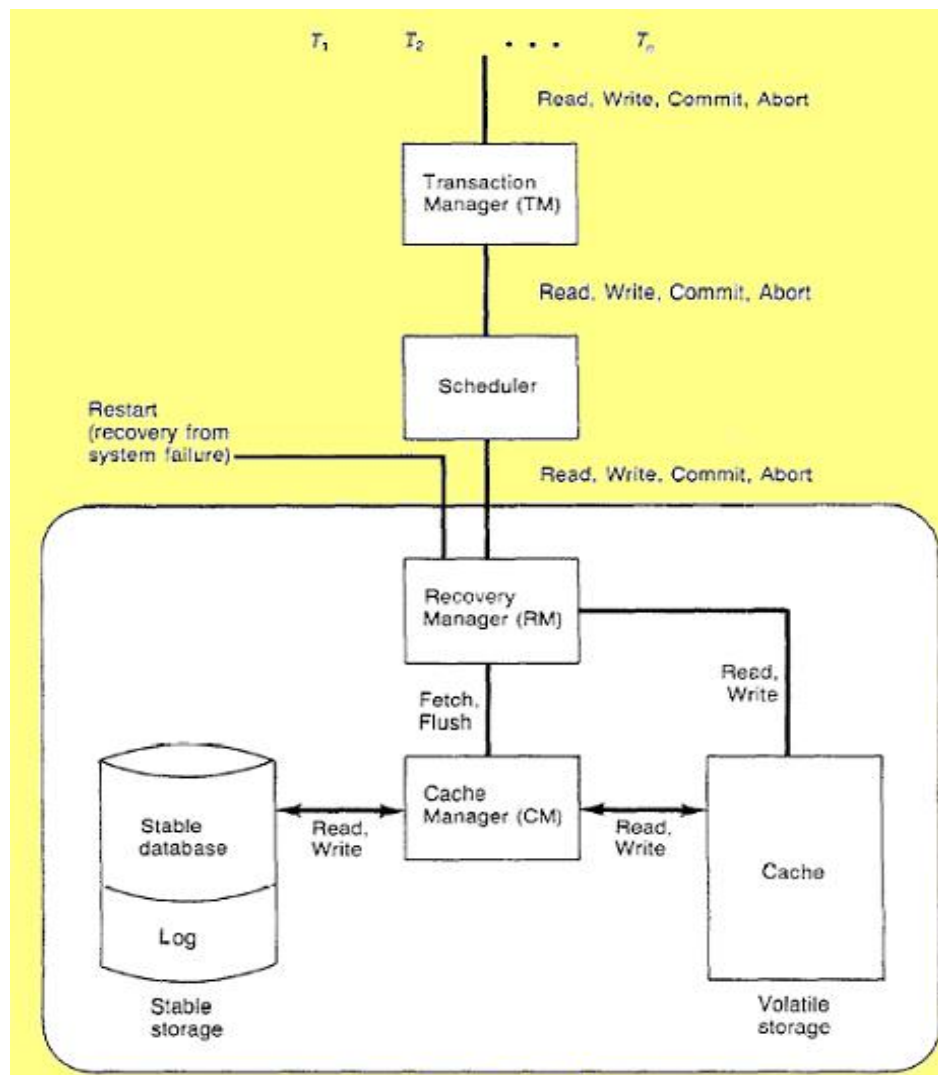 T1 T2 . . . Tn
Read, Write, Commit, Abort
Transaction
Manager (TM)
Read, Write, Commit, Abort
Scheduler
Restart
(recovery from
system failure)
Read, Write, Commit, Abort
Recovery
Manager (RM)
Read,
Write
Fetch,
Flush
Cache
Manager (CM)
Stable
database
Read,
Write
Read,
Write
Cache
Log
Stable
storage
Volatile
storage